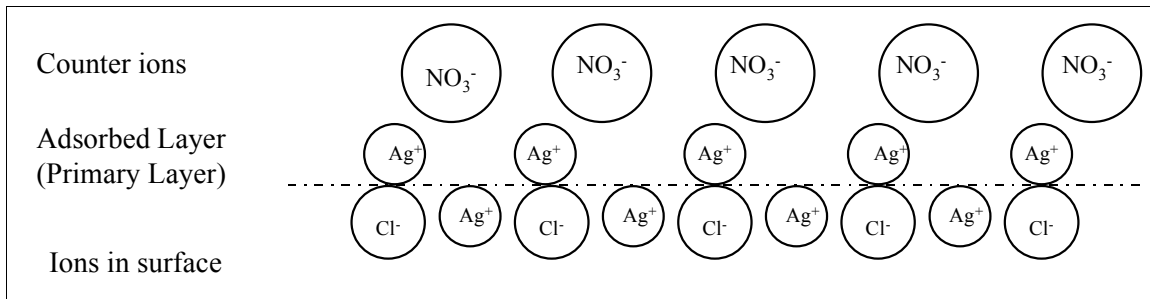 Counter ions
NO₃⁻ NO₃⁻ NO₃⁻ NO₃⁻ NO₃⁻
Adsorbed Layer
(Primary Layer)
Ag⁺ Ag⁺ Ag⁺ Ag⁺ Ag⁺
Cl⁻ Ag⁺ Cl⁻ Ag⁺ Cl⁻ Ag⁺ Cl⁻ Ag⁺ Cl⁻
Ions in surface